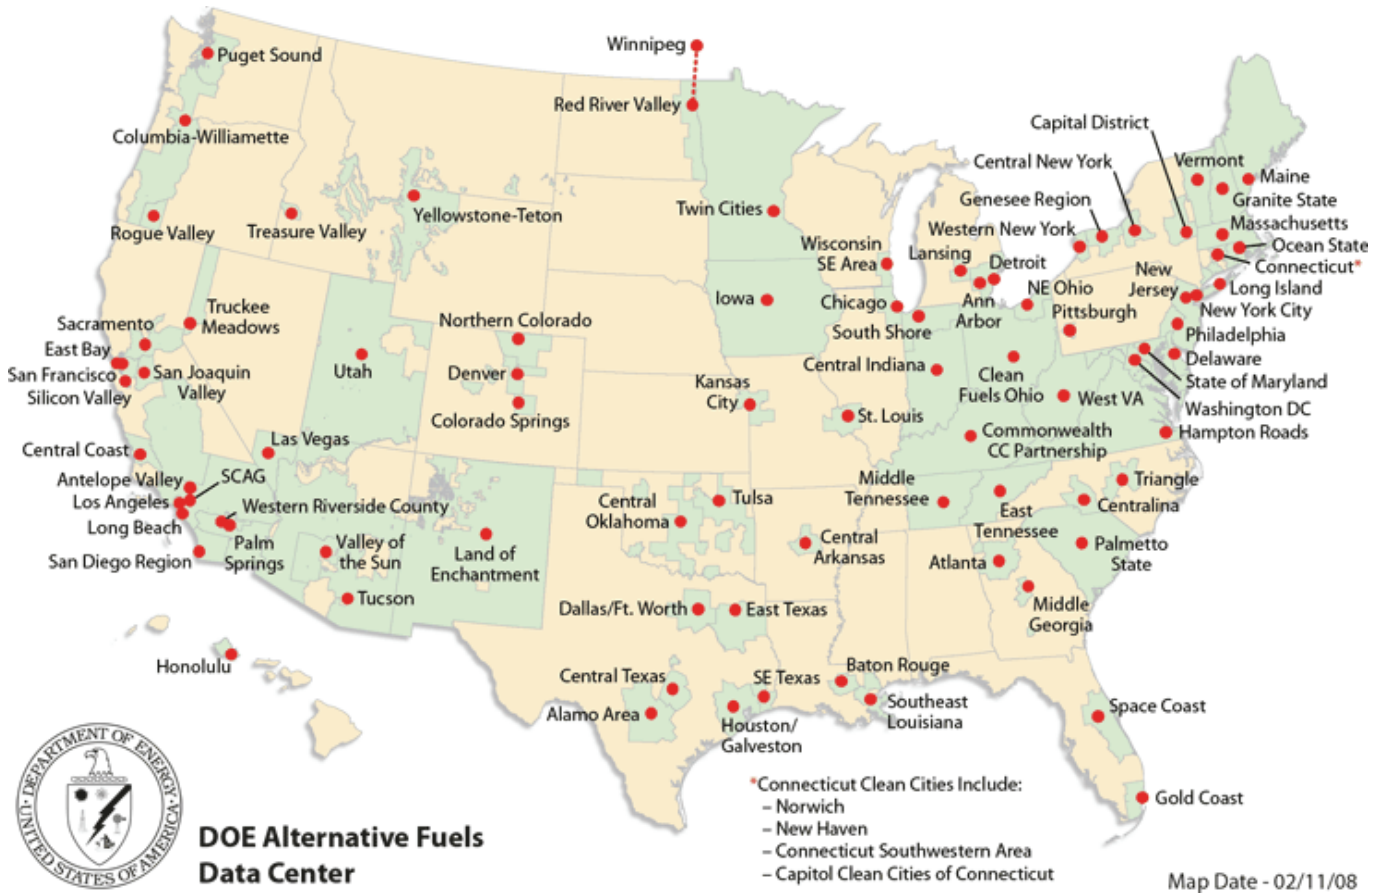 Winnipeg
Puget Sound
Red River Valley
Capital District
Columbia-Williamette
Central New York
Vermont
Maine
Genesee Region
Granite State
Yellowstone-Teton
Twin Cities
Western New York
Massachusetts
Rogue Valley
Treasure Valley
Wisconsin
SE Area
Lansing
Ocean State
Detroit
Connecticut*
New
Jersey
NE Ohio
Long Island
Truckee
Meadows
Iowa
Chicago
Ann
Arbor
Pittsburgh
New York City
Sacramento
Northern Colorado
South Shore
Philadelphia
East Bay
Delaware
San Francisco
San Joaquin
Valley
Utah
Denver
Central Indiana
Clean
Fuels Ohio
State of Maryland
Silicon Valley
Kansas
City
West VA
Washington DC
Colorado Springs
St. Louis
Hampton Roads
Las Vegas
Commonwealth
CC Partnership
Central Coast
Antelope Valley
SCAG
Middle
Tennessee
Triangle
Los Angeles
Western Riverside County
Central
Oklahoma
Tulsa
East
Tennessee
Centralina
Long Beach
Palm
Springs
Valley of
the Sun
Land of
Enchantment
Central
Arkansas
Palmetto
State
San Diego Region
Atlanta
Tucson
Dallas/Ft. Worth
East Texas
Middle
Georgia
Honolulu
Central Texas
SE Texas
Baton Rouge
Alamo Area
Houston/
Galveston
Southeast
Louisiana
Space Coast
Gold Coast
*Connecticut Clean Cities Include:
– Norwich
– New Haven
– Connecticut Southwestern Area
– Capitol Clean Cities of Connecticut
DEPARTMENT OF ENERGY
UNITED STATES OF AMERICA
DOE Alternative Fuels
Data Center
Map Date - 02/11/08